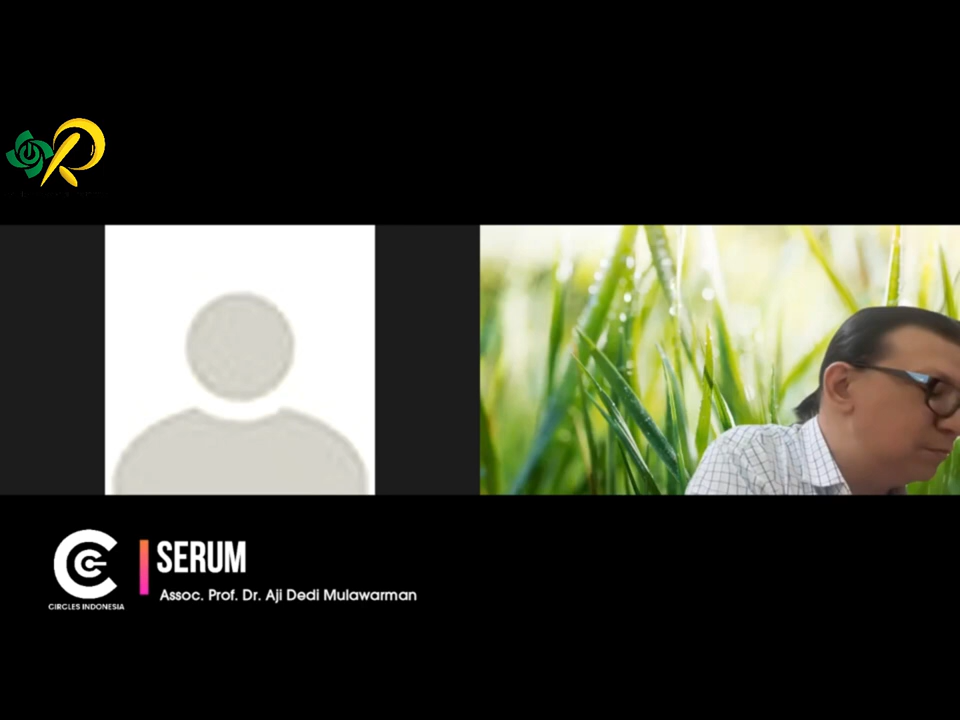 SERUM
Assoc. Prof. Dr. Aji Dedi Mulawarman
CIRCLES INDONESIA